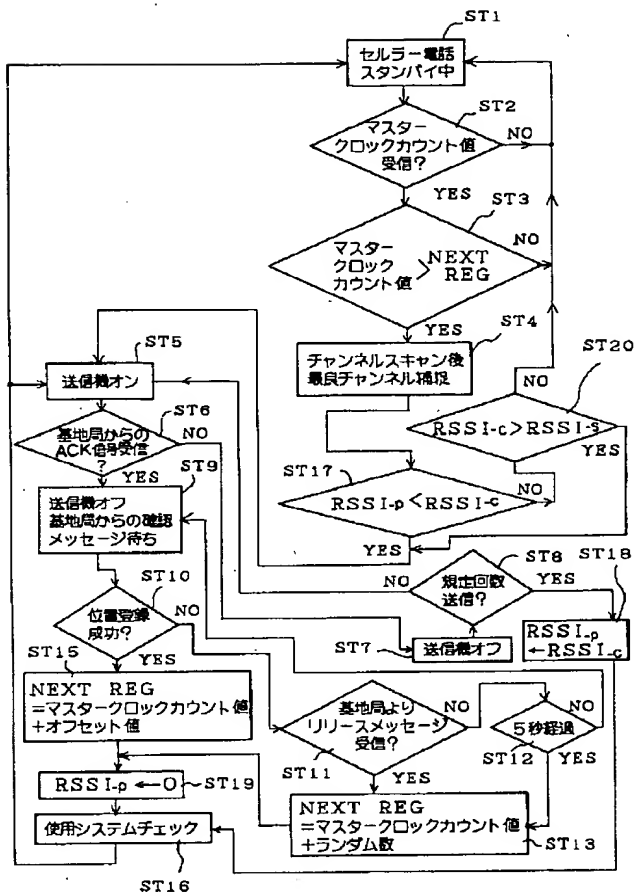 ST1
セルラー電話
スタンバイ中
ST2
マスター
クロックカウント値
受信?
NO
YES
ST3
マスター
クロック
カウント値
>
NEXT
REG
NO
YES
ST4
チャンネルスキャン後
最良チャンネル捕捉
ST20
NO
RSSI-c>RSSI-s
YES
ST17
RSSI-p<RSSI-c
NO
YES
ST5
送信機オン
ST6
基地局からの
ACK信号受信
?
NO
YES
ST9
送信機オフ
基地局からの確認
メッセージ待ち
ST10
位置登録
成功?
NO
YES
ST8
規定回数
送信?
NO
YES
ST18
RSSI-p
←RSSI-c
ST7
送信機オフ
ST15
NEXT REG
=マスタークロックカウント値
+オフセット値
基地局より
リリースメッセージ
受信?
NO
ST11
YES
5秒経過
NO
ST12
YES
RSSI-p ←0
ST19
NEXT REG
=マスタークロックカウント値
+ランダム数
ST13
使用システムチェック
ST16